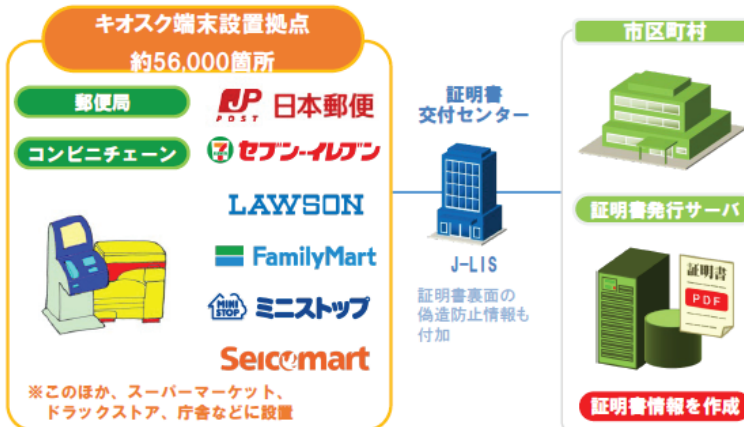 キオスク端末設置拠点
約56,000箇所
郵便局
JP
POST
日本郵便
コンビニチェーン
7
ELEVEN
セブン-イレブン
LAWSON
FamilyMart
MINI
STOP
ミニストップ
Seicomart
※このほか、スーパーマーケット、
ドラックストア、庁舎などに設置
証明書
交付センター
J-LIS
証明書裏面の
偽造防止情報も
付加
市区町村
証明書発行サーバ
証明書
PDF
証明書情報を作成